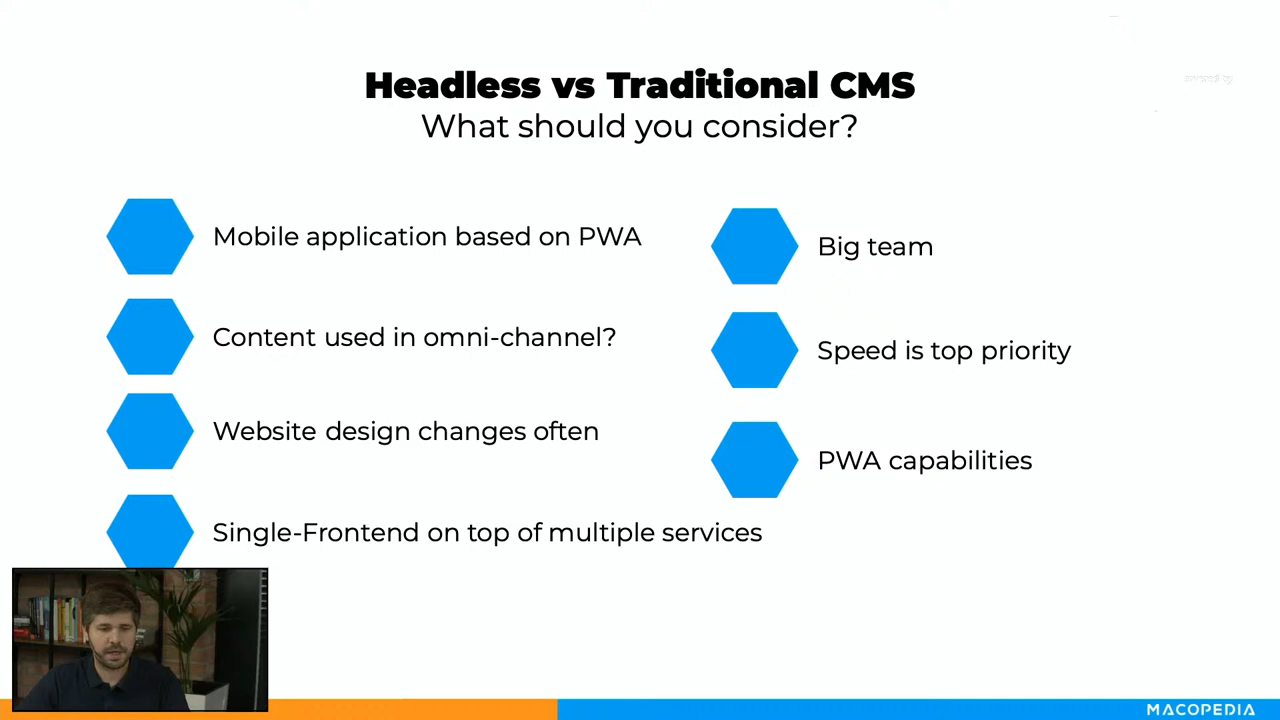 Headless vs Traditional CMS
What should you consider?
Mobile application based on PWA
Content used in omni-channel?
Website design changes often
Single-Frontend on top of multiple services
Big team
Speed is top priority
PWA capabilities
MACOPEDIA